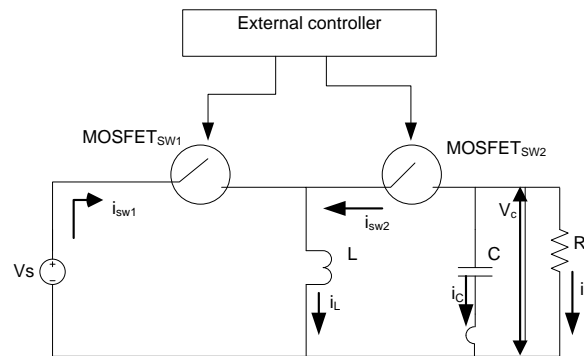 External controller
MOSFETSW1
MOSFETSW2
isw1
isw2
Vc
Vs
+
−
L
C
R
iL
iC
i